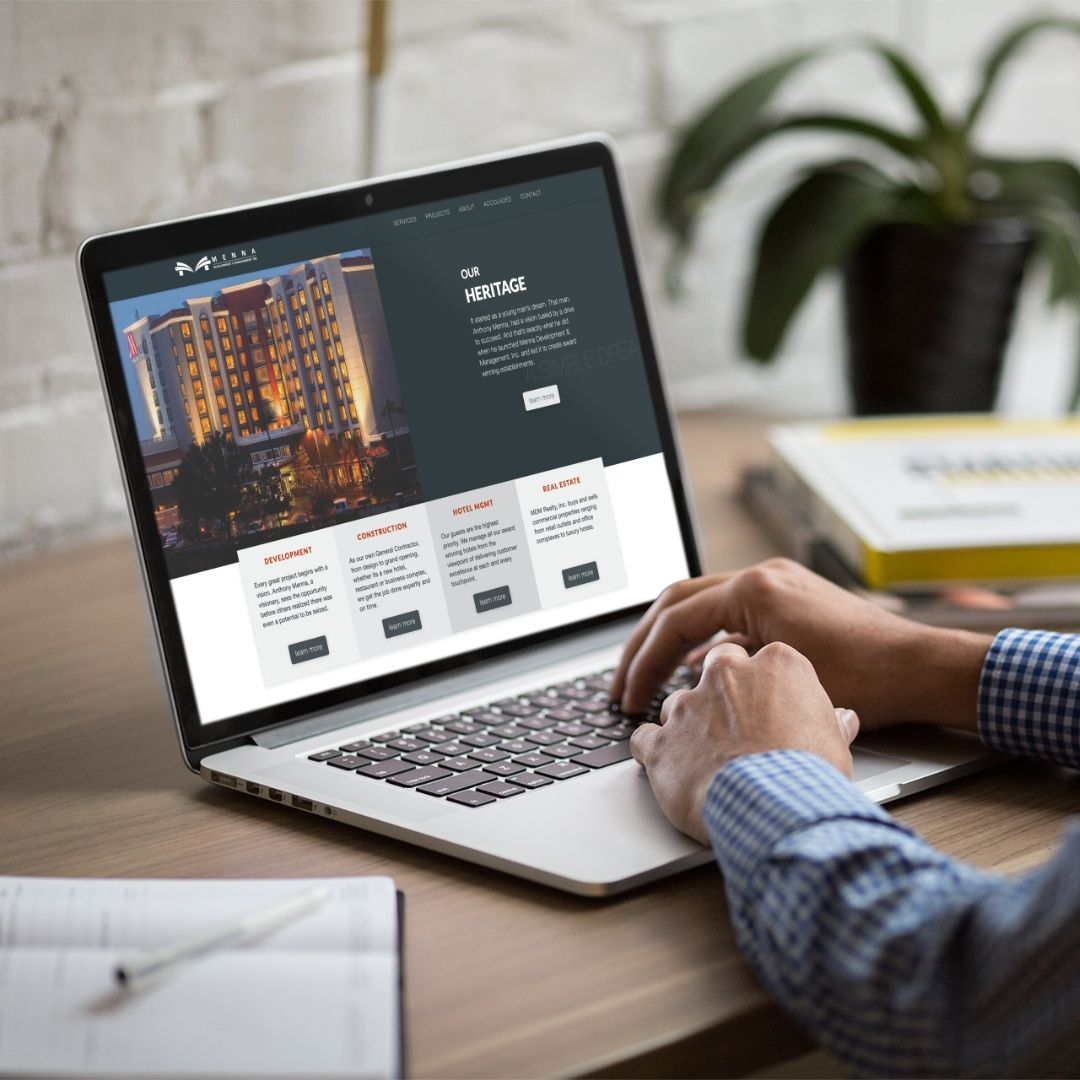 SERVICES PROJECTS ABOUT ACCOLADES CONTACT
MENNA
DEVELOPMENT & MANAGEMENT INC
OUR
HERITAGE
It started as a young man's dream. That man,
Anthony Menna, had a vision fueled by a drive
to succeed. And that's exactly what he did
when he launched Menna Development &
Management, Inc. and led it to create award
winning establishments.
A SIMPLE DREA
learn more
DEVELOPMENT
Every great project begins with a
vision. Anthony Menna, a
visionary, sees the opportunity
before others realized there was
even a potential to be seized.
learn more
CONSTRUCTION
As our own General Contractor,
from design to grand opening,
whether its a new hotel,
restaurant or business complex,
we get the job done expertly and
on time.
learn more
HOTEL MGMT
Our guests are the highest
priority. We manage all our award
winning hotels from the
viewpoint of delivering customer
excellence at each and every
touchpoint.
learn more
REAL ESTATE
MDM Realty, Inc. buys and sells
commercial properties ranging
from retail outlets and office
complexes to luxury hotels.
learn more